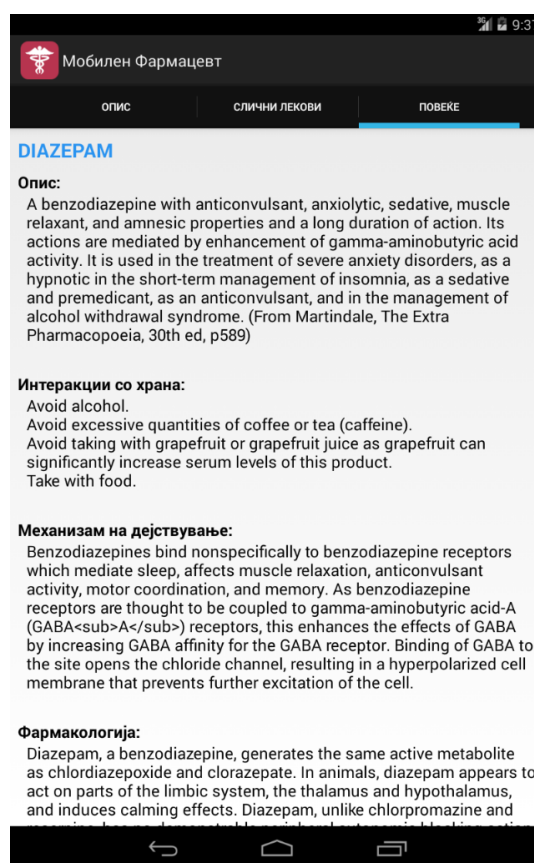 3G 9:37
Мобилен Фармацевт
ОПИС СЛИЧНИ ЛЕКОВИ ПОВЕЌЕ
DIAZEPAM
Опис:
A benzodiazepine with anticonvulsant, anxiolytic, sedative, muscle
relaxant, and amnesic properties and a long duration of action. Its
actions are mediated by enhancement of gamma-aminobutyric acid
activity. It is used in the treatment of severe anxiety disorders, as a
hypnotic in the short-term management of insomnia, as a sedative
and premedicant, as an anticonvulsant, and in the management of
alcohol withdrawal syndrome. (From Martindale, The Extra
Pharmacopoeia, 30th ed, p589)
Интеракции со храна:
Avoid alcohol.
Avoid excessive quantities of coffee or tea (caffeine).
Avoid taking with grapefruit or grapefruit juice as grapefruit can
significantly increase serum levels of this product.
Take with food.
Механизам на дејствување:
Benzodiazepines bind nonspecifically to benzodiazepine receptors
which mediate sleep, affects muscle relaxation, anticonvulsant
activity, motor coordination, and memory. As benzodiazepine
receptors are thought to be coupled to gamma-aminobutyric acid-A
(GABA<sub>A</sub>) receptors, this enhances the effects of GABA
by increasing GABA affinity for the GABA receptor. Binding of GABA to
the site opens the chloride channel, resulting in a hyperpolarized cell
membrane that prevents further excitation of the cell.
Фармакологија:
Diazepam, a benzodiazepine, generates the same active metabolite
as chlordiazepoxide and clorazepate. In animals, diazepam appears to
act on parts of the limbic system, the thalamus and hypothalamus,
and induces calming effects. Diazepam, unlike chlorpromazine and